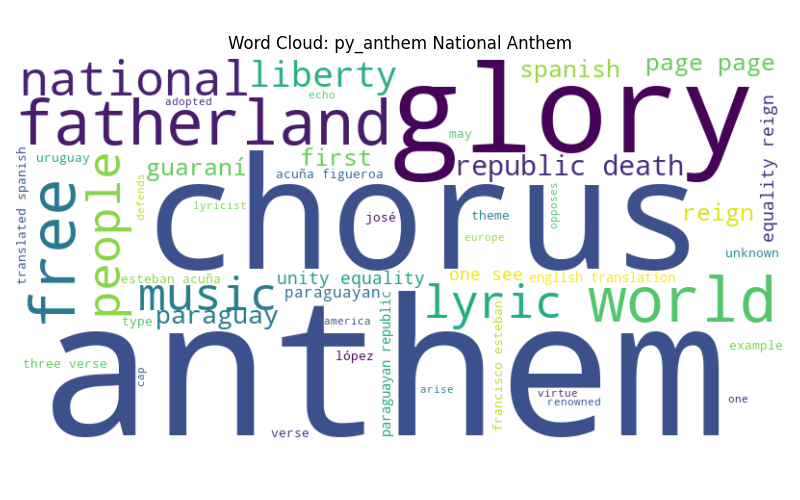 Word Cloud: py_anthem National Anthem
national
liberty
spanish
page page
adopted
echo
fatherland
glory
may
equality reign
translated spanish
uruguay
guaraní
first
republic death
acuña figueroa
free
people
defends
lyricist
chorus
josé
theme
opposes
reign
europe
unknown
esteban acuña
unity equality
one see
english translation
music
paraguayan
lyric
world
paraguay
type
america
paraguayan republic
francisco esteban
three verse
cap
lópez
example
anthem
arise
virtue
renowned
one
verse